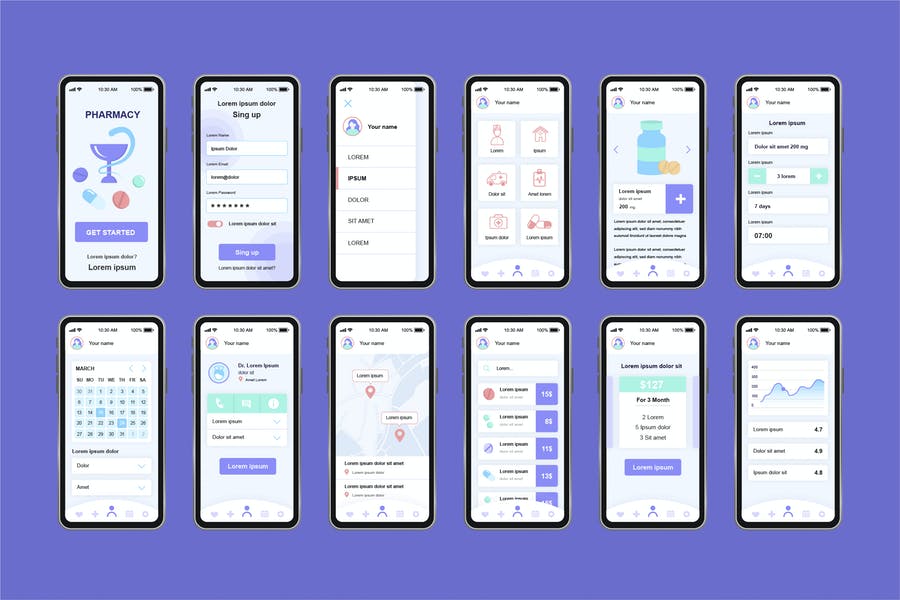 10:30 AM 100%
PHARMACY
GET STARTED
Lorem ipsum dolor?
Lorem ipsum
10:30 AM 100%
Lorem ipsum dolor
Sing up
Lorem Name
Ipsum Dolor
Lorem Email
lorem@dolor
Lorem Password
Lorem ipsum dolor sit
Sing up
Lorem ipsum dolor sit amet?
10:30 AM 100%
Your name
LOREM
IPSUM
DOLOR
SIT AMET
LOREM
10:30 AM 100%
Your name
Lorem
Ipsum
Dolor sit
Amet lorem
Ipsum dolor
Lorem ipsum
10:30 AM 100%
Your name
Lorem ipsum
dolor sit amet
200 mg
+
Lorem ipsum dolor sit amet, consectetuer
adipiscing elit, sed diam nonummy nibh
euismod tincidunt
Lorem ipsum dolor sit amet, consectetuer
adipiscing elit, sed diam nonummy nibh
10:30 AM 100%
Your name
Lorem ipsum
Lorem ipsum
Dolor sit amet 200 mg
Lorem ipsum
- 3 lorem +
Lorem ipsum
7 days
Lorem ipsum
07:00
10:30 AM 100%
Your name
MARCH
SU MO TU WE TH FR SA
30 31 1 2 3 4 5
6 7 8 9 10 11 12
13 14 15 16 17 18 19
20 21 22 23 24 25 26
27 28 29 30 31 1 2
Lorem ipsum dolor
Dolor
Amet
10:30 AM 100%
Your name
Dr. Lorem Ipsum
dolor sit
Amet Lorem
Lorem ipsum
Dolor sit amet
Lorem ipsum
10:30 AM 100%
Your name
Lorem ipsum
Lorem ipsum
Lorem ipsum dolor sit amet
Lorem ipsum dolor
Lorem ipsum dolor sit amet
Lorem ipsum dolor
10:30 AM 100%
Your name
Lorem...
Lorem ipsum
dolor sit amet
15$
Lorem ipsum
dolor sit amet
8$
Lorem ipsum
dolor sit amet
11$
Lorem ipsum
dolor sit amet
13$
Lorem ipsum
10:30 AM 100%
Your name
Lorem ipsum dolor sit
$127
For 3 Month
2 Lorem
5 Ipsum dolor
3 Sit amet
Lorem ipsum
10:30 AM 100%
Your name
400
300
200
100
0
Lorem ipsum 4.7
Dolor sit amet 4.9
Ipsum dolor sit 4.8